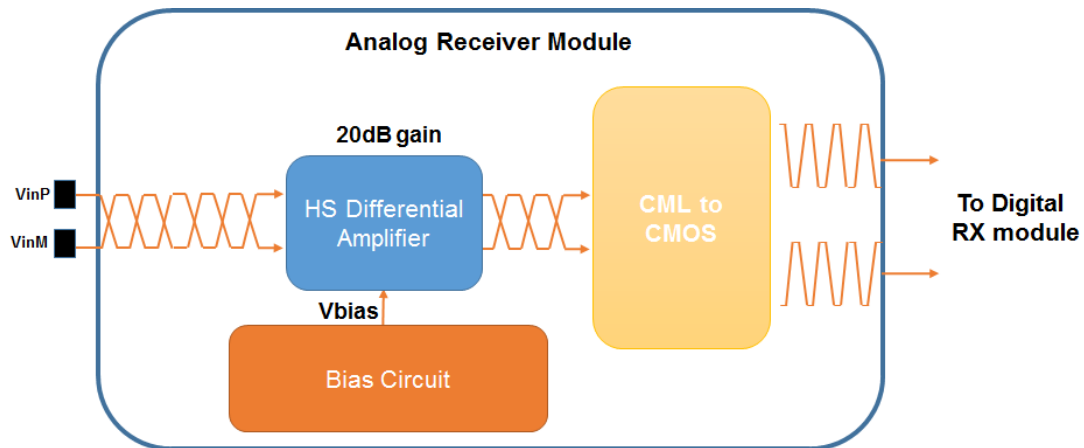 Analog Receiver Module
20dB gain
VinP
VinM
HS Differential
Amplifier
CML to
CMOS
To Digital
RX module
Vbias
Bias Circuit